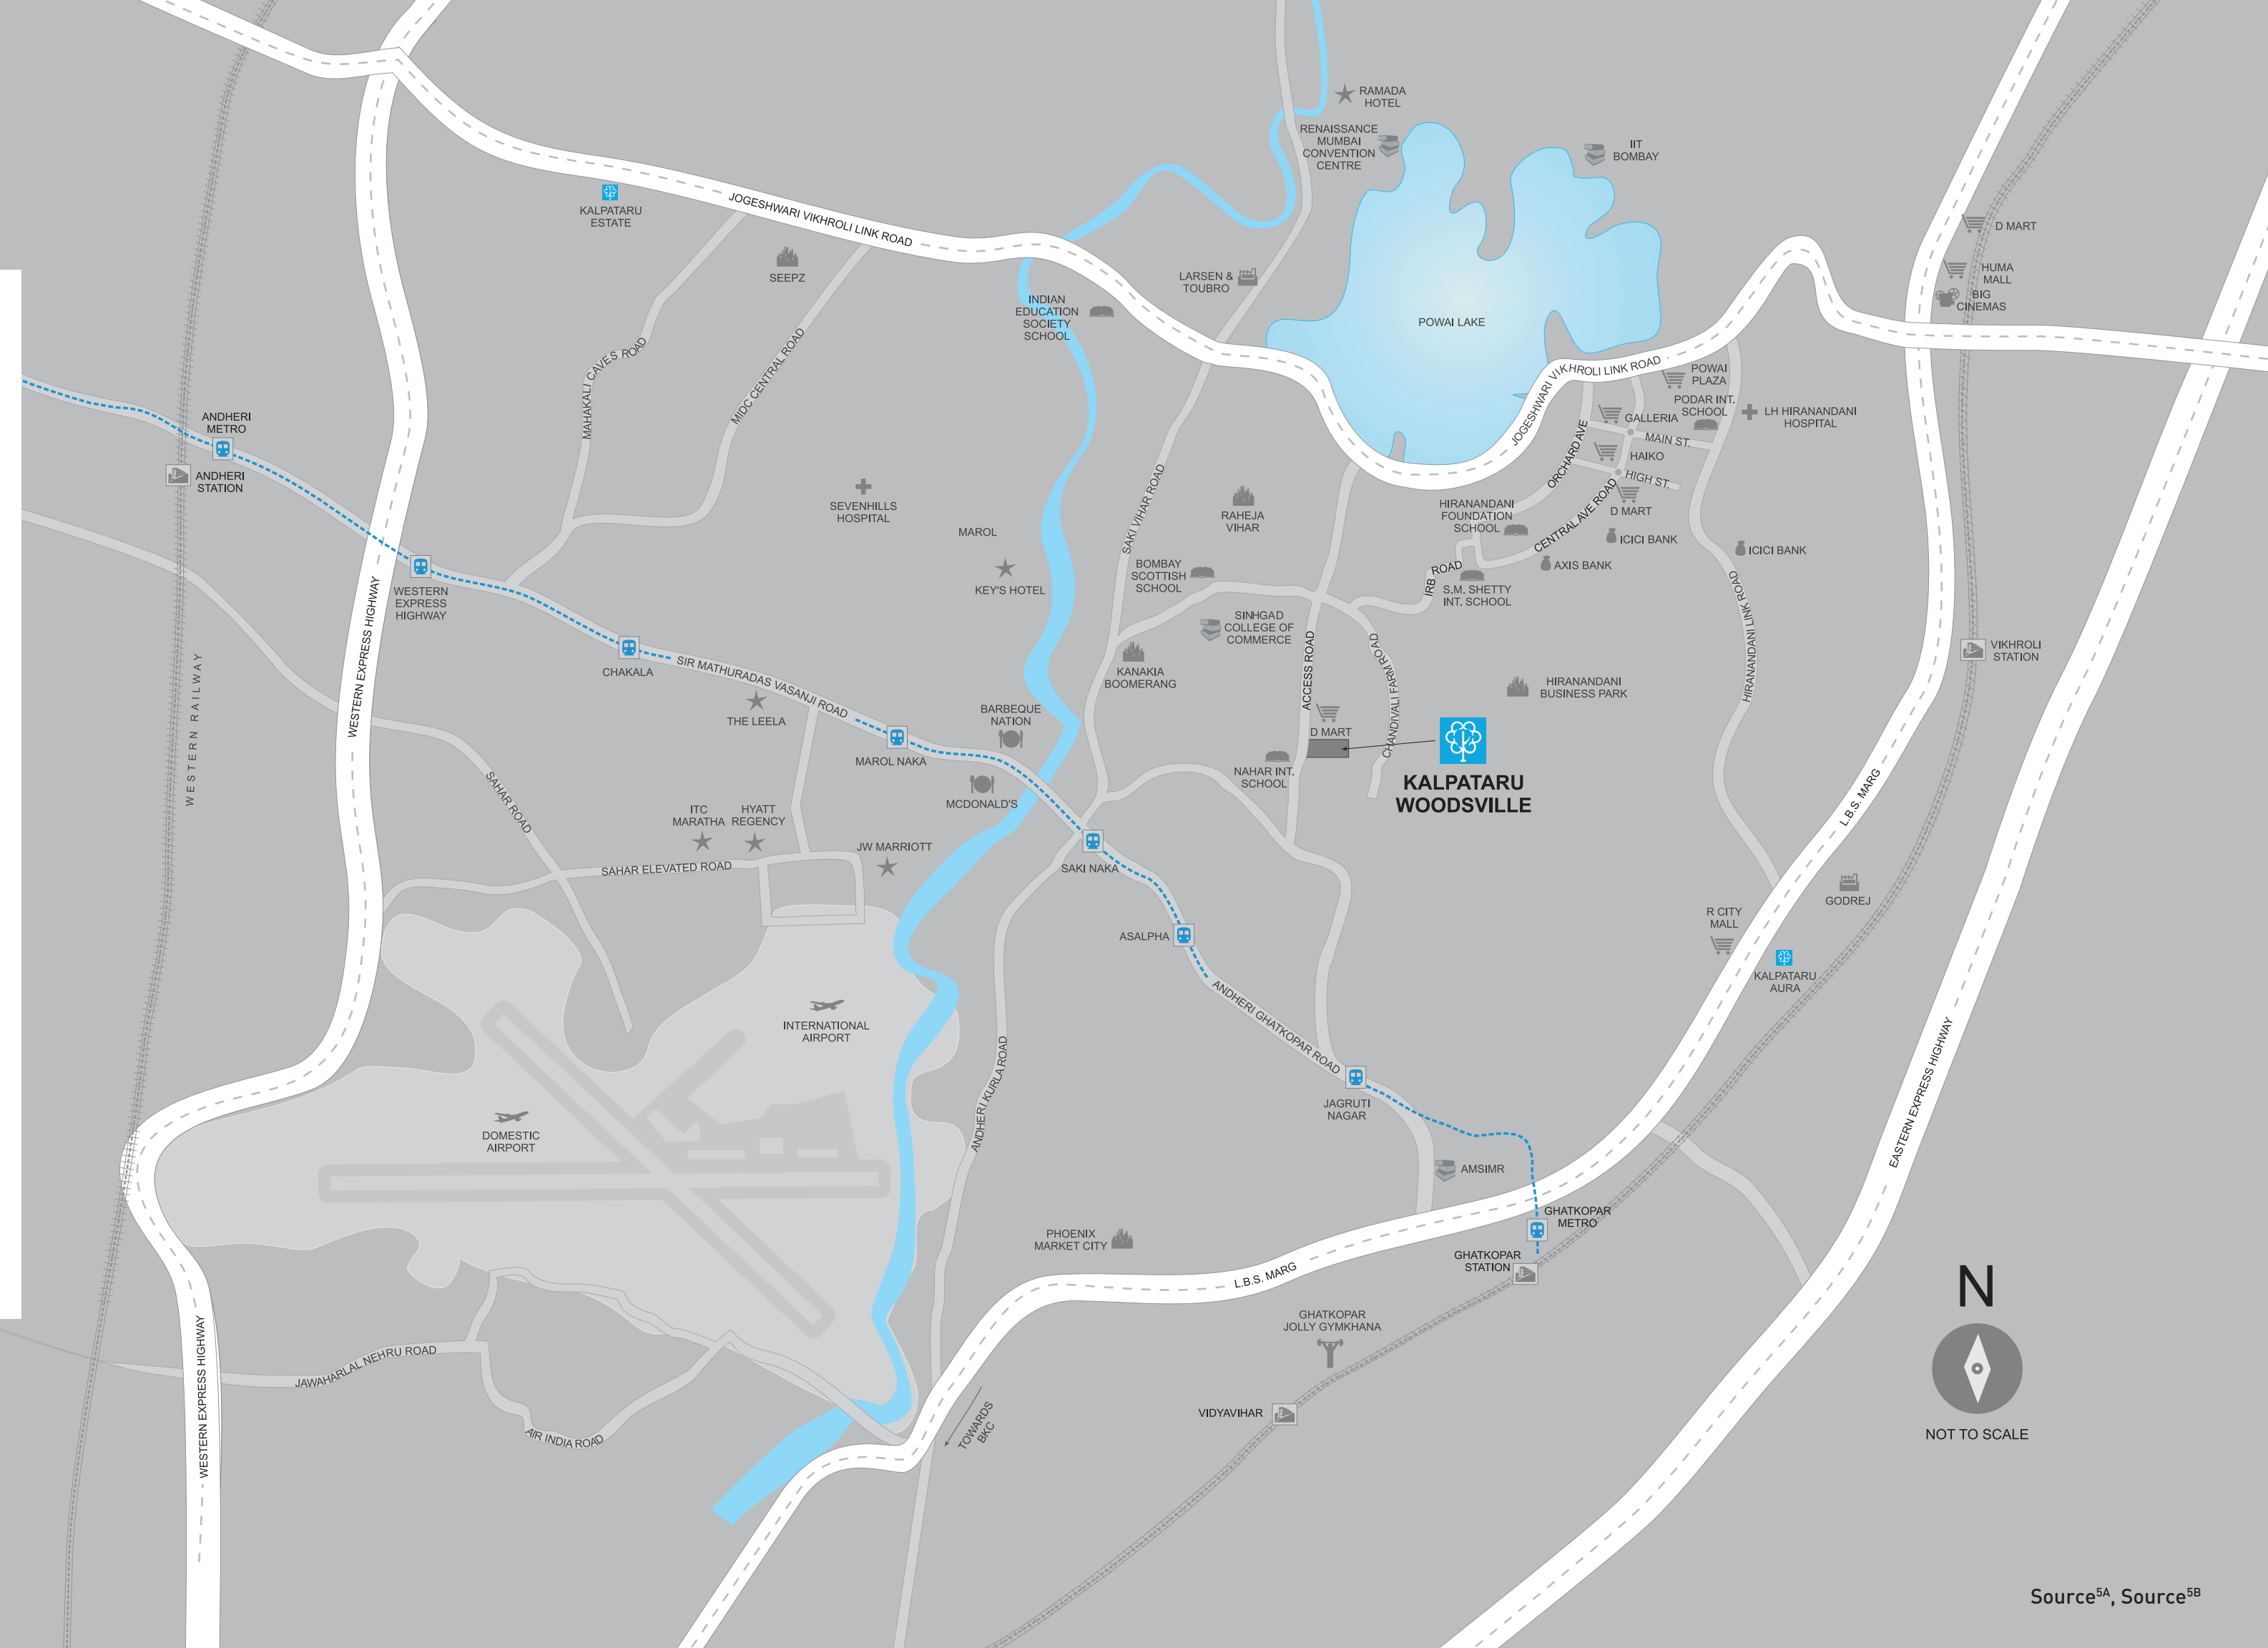 RAMADA
HOTEL
RENAISSANCE
MUMBAI
CONVENTION
CENTRE
IIT
BOMBAY
KALPATARU
ESTATE
JOGESHWARI VIKHROLI LINK ROAD
D MART
SEEPZ
LARSEN &
TOUBRO
HUMA
MALL
BIG
CINEMAS
INDIAN
EDUCATION
SOCIETY
SCHOOL
POWAI LAKE
MAHAKALI CAVES ROAD
MIDC CENTRAL ROAD
JOGESHWARI VIKHROLI LINK ROAD
POWAI
PLAZA
PODAR INT.
SCHOOL
LH HIRANANDANI
HOSPITAL
GALLERIA
MAIN ST.
ORCHARD AVE
HAIKO
HIGH ST.
D MART
ANDHERI
METRO
ANDHERI
STATION
SEVENHILLS
HOSPITAL
MAROL
KEY'S HOTEL
SAKI VIHAR ROAD
RAHEJA
VIHAR
HIRANANDANI
FOUNDATION
SCHOOL
CENTRAL AVE ROAD
ICICI BANK
ICICI BANK
AXIS BANK
BOMBAY
SCOTTISH
SCHOOL
IRB ROAD
S.M. SHETTY
INT. SCHOOL
WESTERN
EXPRESS
HIGHWAY
WESTERN EXPRESS HIGHWAY
WESTERN RAILWAY
CHAKALA
SIR MATHURADAS VASANJI ROAD
SINHGAD
COLLEGE OF
COMMERCE
KANAKIA
BOOMERANG
ACCESS ROAD
CHANDIVALI FARM ROAD
HIRANANDANI LINK ROAD
VIKHROLI
STATION
HIRANANDANI
BUSINESS PARK
THE LEELA
BARBEQUE
NATION
MAROL NAKA
D MART
NAHAR INT.
SCHOOL
KALPATARU
WOODSVILLE
SAHAR ROAD
MCDONALD'S
ITC
MARATHA
HYATT
REGENCY
JW MARRIOTT
L.B.S. MARG
SAHAR ELEVATED ROAD
SAKI NAKA
GODREJ
R CITY
MALL
ASALPHA
KALPATARU
AURA
INTERNATIONAL
AIRPORT
ANDHERI GHATKOPAR ROAD
ANDHERI KURLA ROAD
EASTERN EXPRESS HIGHWAY
JAGRUTI
NAGAR
DOMESTIC
AIRPORT
AMSIMR
GHATKOPAR
METRO
PHOENIX
MARKET CITY
GHATKOPAR
STATION
L.B.S. MARG
GHATKOPAR
JOLLY GYMKHANA
N
NOT TO SCALE
WESTERN EXPRESS HIGHWAY
JAWAHARLAL NEHRU ROAD
AIR INDIA ROAD
TOWARDS
BKC
VIDYAVIHAR
Source5A, Source5B